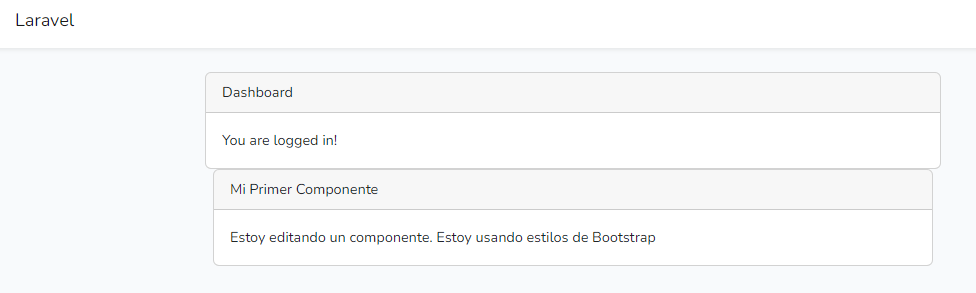 Laravel
Dashboard
You are logged in!
Mi Primer Componente
Estoy editando un componente. Estoy usando estilos de Bootstrap